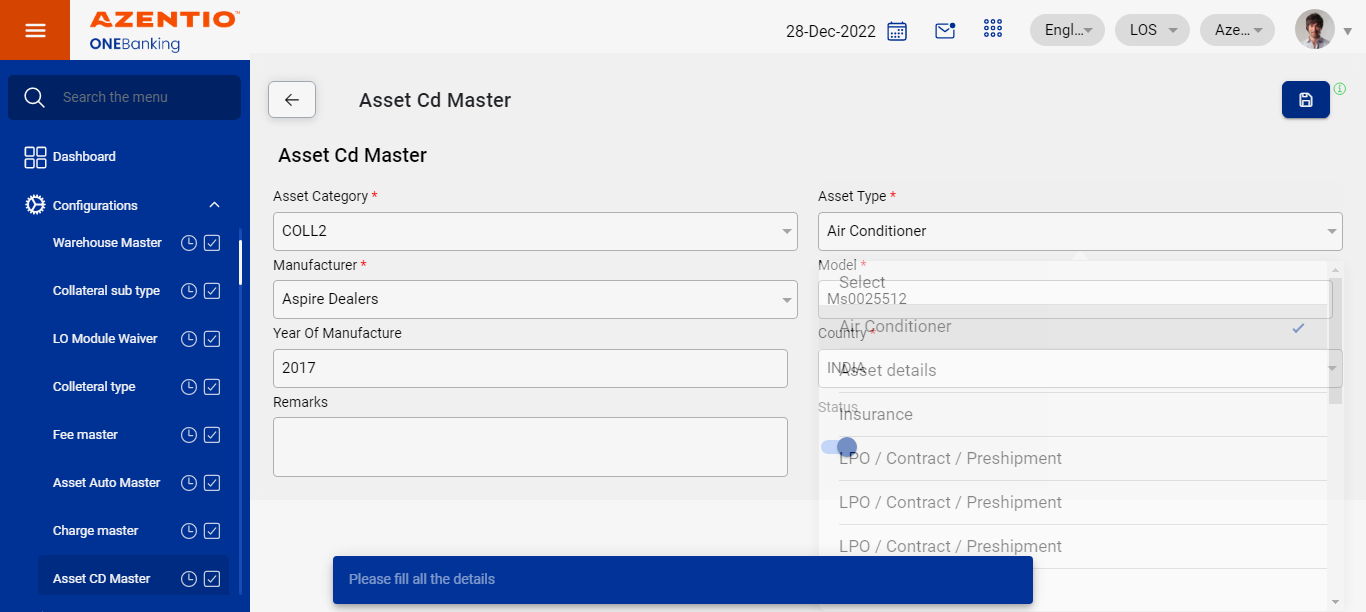 AZENTIO™
ONEBanking
28-Dec-2022
Engl...
LOS
Aze...
Search the menu
Dashboard
Configurations
Warehouse Master
Collateral sub type
LO Module Waiver
Colleteral type
Fee master
Asset Auto Master
Charge master
Asset CD Master
Asset Cd Master
Asset Cd Master
Asset Category *
Asset Type *
COLL2
Air Conditioner
Manufacturer *
Model *
Aspire Dealers
Ms0025512
Year Of Manufacture
Country *
2017
INDIA
Remarks
Status
Select
Air Conditioner
Asset details
Insurance
LPO / Contract / Preshipment
LPO / Contract / Preshipment
LPO / Contract / Preshipment
Please fill all the details